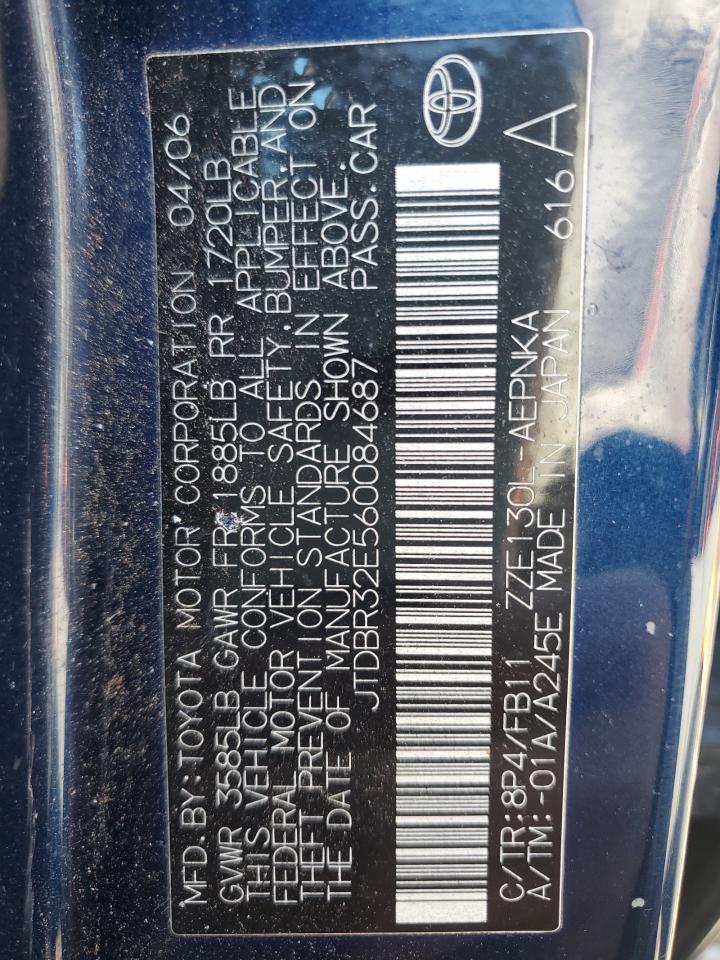 MFD.BY:TOYOTA MOTOR CORPORATION 04/06
GVWR 3585LB GAWR FR 1885LB RR 1720LB
THIS VEHICLE CONFORMS TO ALL APPLICABLE
FEDERAL MOTOR VEHICLE SAFETY, BUMPER, AND
THEFT PREVENTION STANDARDS IN EFFECT ON
THE DATE OF MANUFACTURE SHOWN ABOVE.
JTDBR32E560084687 PASS.CAR
C/TR:8P4/FB11 ZZE130L-AEPNKA
A/TM:-01A/A245E MADE IN JAPAN 616 A